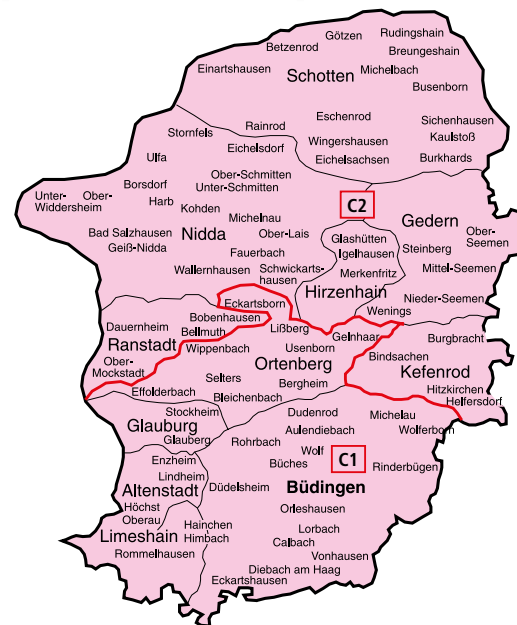 Götzen
Rudingshain
Betzenrod
Breungeshain
Einartshausen
Michelbach
Schotten
Busenborn
Eschenrod
Sichenhausen
Rainrod
Stornfels
Wingershausen
Kaulstoß
Eichelsdorf
Ulfa
Eichelsachsen
Burkhards
Ober-Schmitten
Unter-Schmitten
Borsdorf
Unter-
Widdersheim
Ober-
Harb
Kohden
C2
Michelnau
Gedern
Bad Salzhausen
Nidda
Ober-Lais
Glashütten
Ober-
Seemen
Geiß-Nidda
Igelhausen
Steinberg
Fauerbach
Merkenfritz
Mittel-Seemen
Wallernhausen
Schwickarts-
hausen
Hirzenhain
Eckartsborn
Nieder-Seemen
Bobenhausen
Wenings
Dauernheim
Bellmuth
Lißberg
Ranstadt
Gelnhaar
Burgbracht
Wippenbach
Usenborn
Ober-
Mockstadt
Bindsachen
Ortenberg
Kefenrod
Selters
Bergheim
Hitzkirchen
Effolderbach
Bleichenbach
Helfersdorf
Stockheim
Dudenrod
Michelau
Glauburg
Aulendiebach
Wolferborn
Glauberg
Rohrbach
Wolf
Enzheim
Büches
C1
Rinderbügen
Lindheim
Altenstadt
Düdelsheim
Büdingen
Höchst
Orleshausen
Oberau
Hainchen
Lorbach
Limeshain
Himbach
Calbach
Rommelhausen
Vonhausen
Diebach am Haag
Eckartshausen